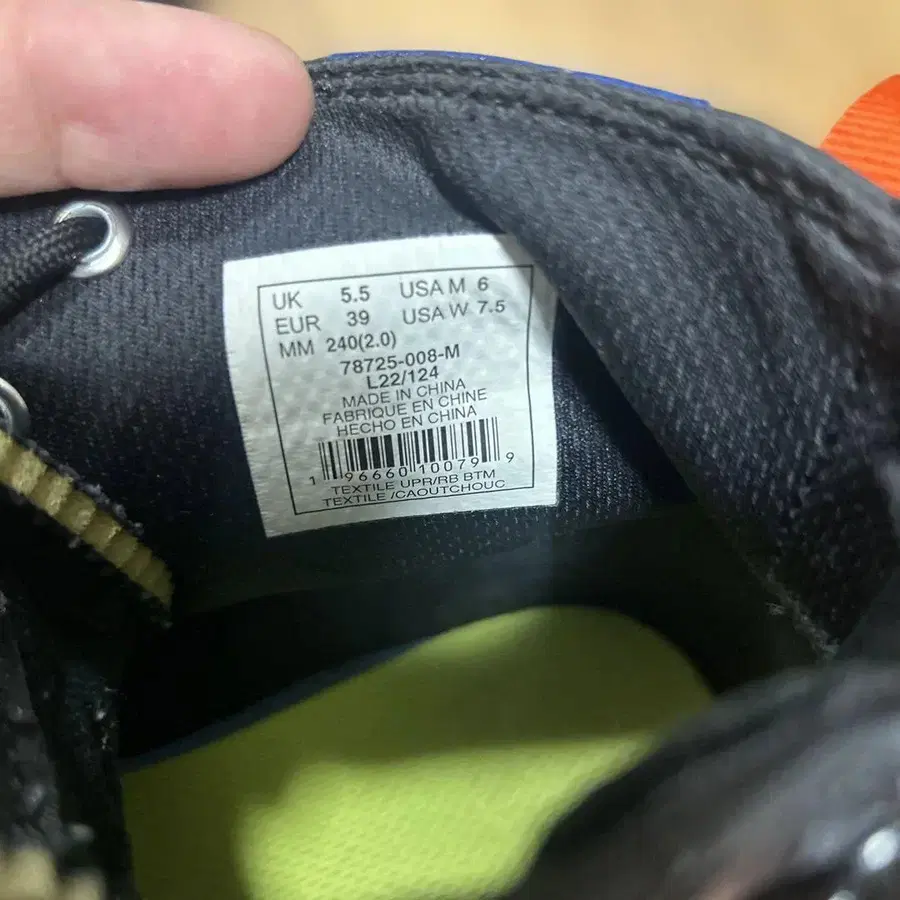 UK 5.5 USA M 6
EUR 39 USA W 7.5
MM 240(2.0)
78725-008-M
L22/124
MADE IN CHINA
FABRIQUE EN CHINE
HECHO EN CHINA
1 96660 10079 9
TEXTILE UPR/RB BTM
TEXTILE /CAOUTCHOUC